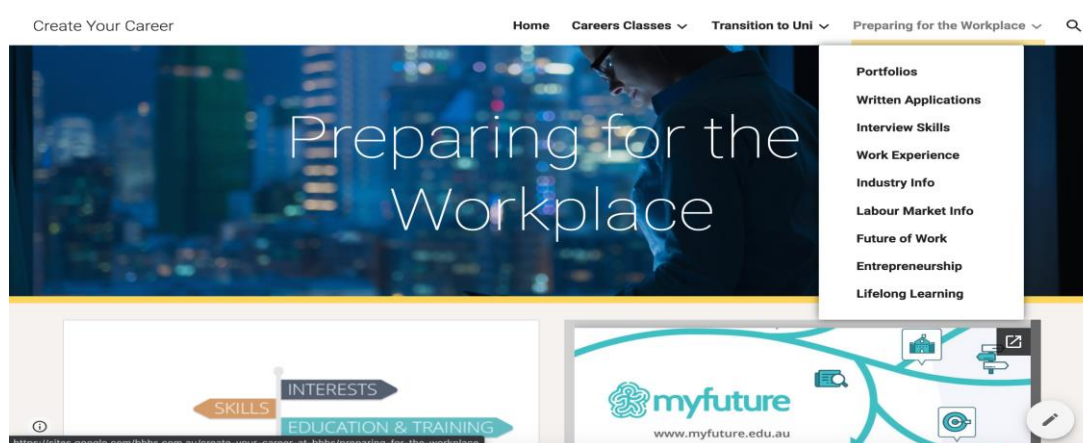 Create Your Career
Home Careers Classes Transition to Uni Preparing for the Workplace
Portfolios
Written Applications
Interview Skills
Work Experience
Industry Info
Labour Market Info
Future of Work
Entrepreneurship
Lifelong Learning
Preparing for the
Workplace
INTERESTS
SKILLS
EDUCATION & TRAINING
myfuture
www.myfuture.edu.au